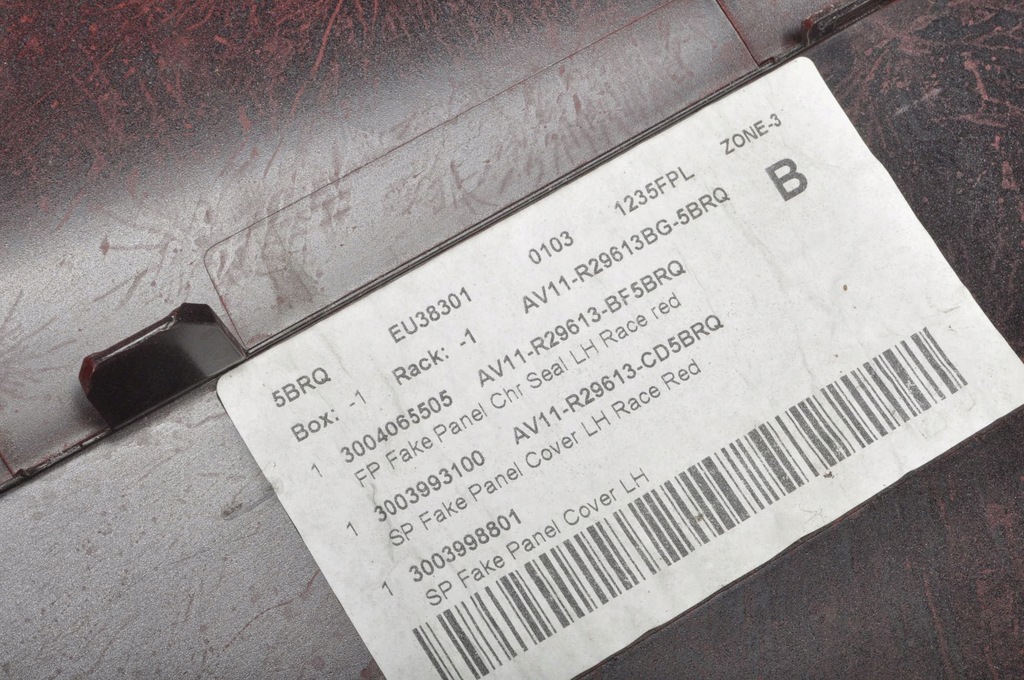 5BRQ EU38301 0103 1235FPL ZONE-3
Box: -1 Rack: -1 AV11-R29613BG-5BRQ B
1 3004065505 AV11-R29613-BF5BRQ
FP Fake Panel Chr Seal LH Race red
1 3003993100 AV11-R29613-CD5BRQ
SP Fake Panel Cover LH Race Red
1 3003998801
SP Fake Panel Cover LH